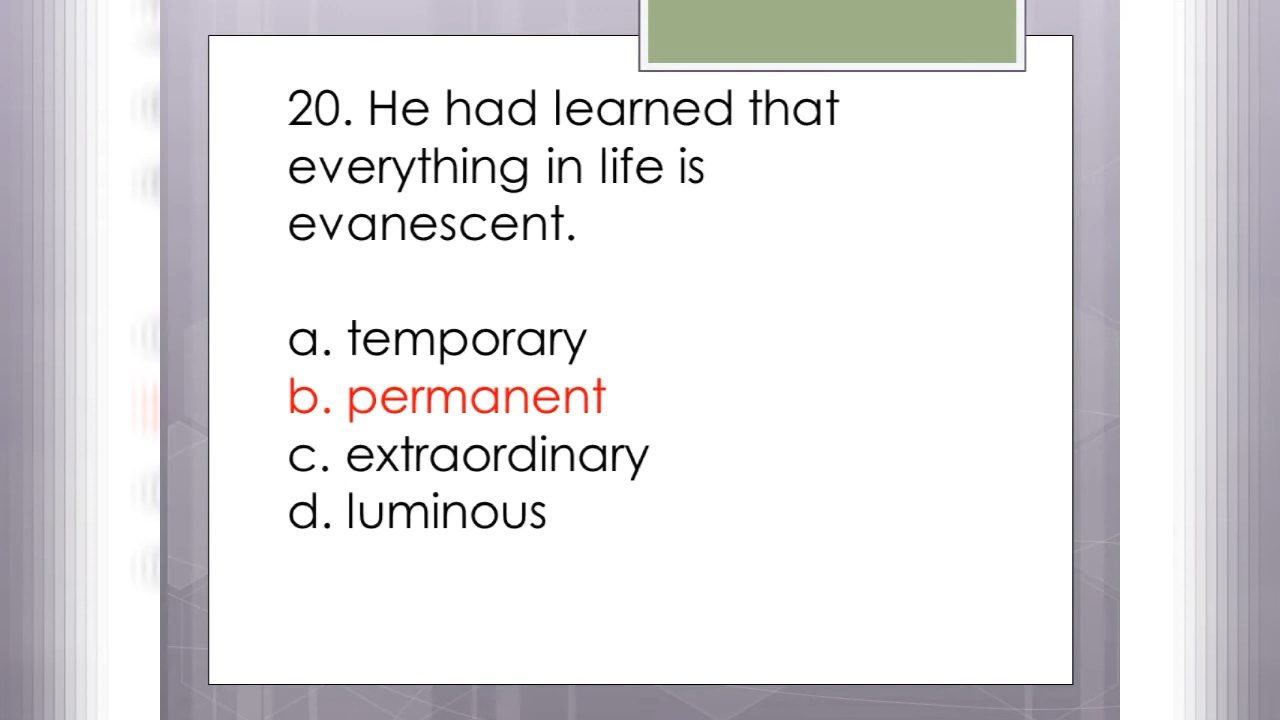 20. He had learned that
everything in life is
evanescent.
a. temporary
b. permanent
c. extraordinary
d. luminous